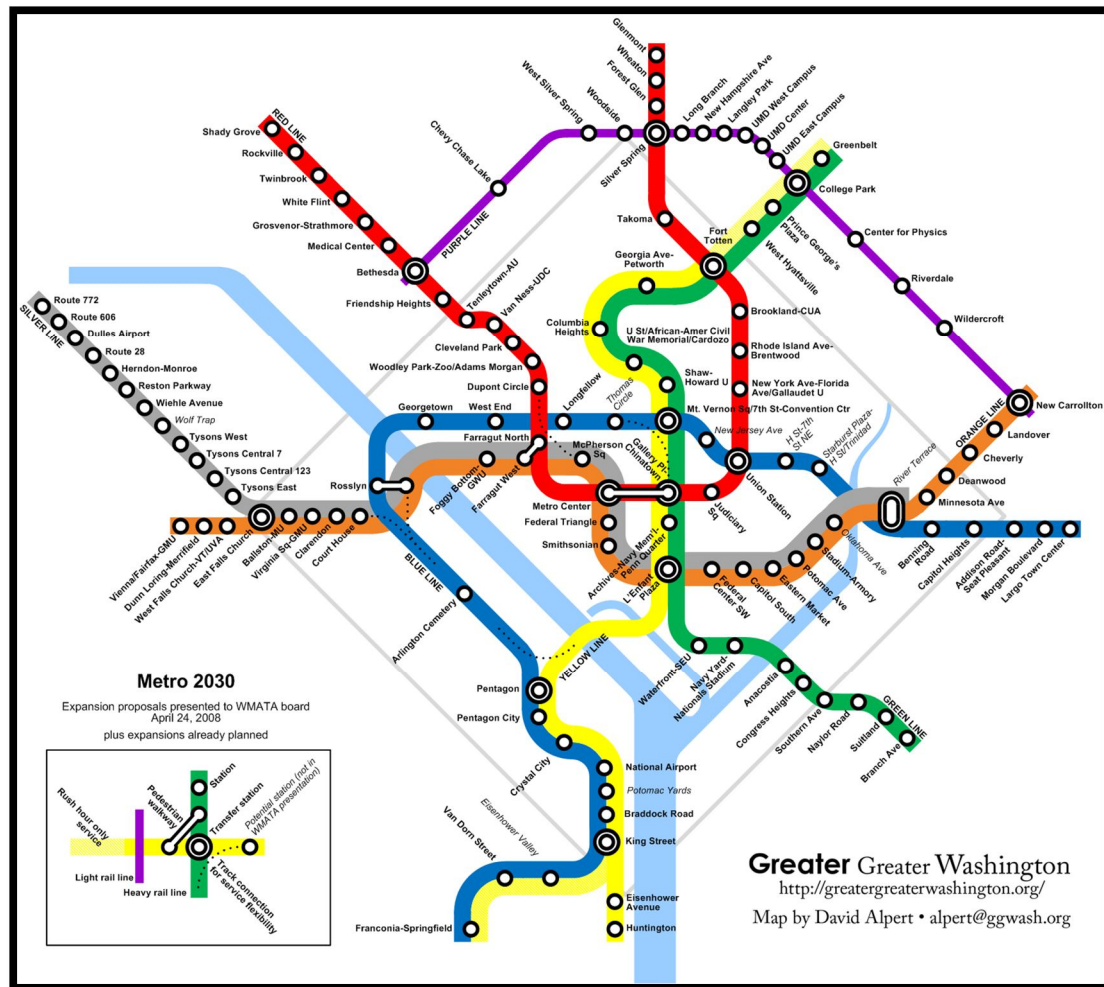 Glenmont
Wheaton
Forest Glen
West Silver Spring
Woodside
Silver Spring
Long Branch
New Hampshire Ave
Langley Park
UMD West Campus
UMD Center
UMD East Campus
Greenbelt
College Park
Prince George's
Plaza
West Hyattsville
Fort
Totten
Takoma
Center for Physics
Riverdale
Wildercroft
New Carrollton
ORANGE LINE
Landover
Cheverly
Deanwood
Minnesota Ave
River Terrace
RED LINE
Shady Grove
Rockville
Twinbrook
White Flint
Grosvenor-Strathmore
Medical Center
Bethesda
PURPLE LINE
Chevy Chase Lake
Friendship Heights
Tenleytown-AU
Van Ness-UDC
Cleveland Park
Woodley Park-Zoo/Adams Morgan
Dupont Circle
Farragut North
Georgia Ave-
Petworth
Columbia
Heights
U St/African-Amer Civil
War Memorial/Cardozo
Shaw-
Howard U
Mt. Vernon Sq/7th St-Convention Ctr
Brookland-CUA
Rhode Island Ave-
Brentwood
New York Ave-Florida
Ave/Gallaudet U
SILVER LINE
Route 772
Route 606
Dulles Airport
Route 28
Herndon-Monroe
Reston Parkway
Wiehle Avenue
Wolf Trap
Tysons West
Tysons Central 7
Tysons Central 123
Tysons East
Georgetown
West End
Longfellow
Thomas
Circle
New Jersey Ave
H St-7th
St NE
Starburst Plaza-
H St/Trinidad
Union Station
Judiciary
Sq
Gallery Pl-
Chinatown
McPherson
Sq
Metro Center
Federal Triangle
Smithsonian
Rosslyn
Foggy Bottom-
GWU
Farragut West
Vienna/Fairfax-GMU
Dunn Loring-Merrifield
West Falls Church-VT/UVA
East Falls Church
Ballston-MU
Virginia Sq-GMU
Clarendon
Court House
BLUE LINE
Arlington Cemetery
Archives-Navy Mem'l-
Penn Quarter
L'Enfant
Plaza
Federal
Center SW
Capitol South
Eastern Market
Potomac Ave
Stadium-Armory
Oklahoma Ave
Benning
Road
Capitol Heights
Addison Road-
Seat Pleasant
Morgan Boulevard
Largo Town Center
YELLOW LINE
Waterfront-SEU
Navy Yard-
Nationals Stadium
Anacostia
Congress Heights
Southern Ave
Naylor Road
Suitland
Branch Ave
GREEN LINE
Pentagon
Pentagon City
Crystal City
National Airport
Potomac Yards
Braddock Road
King Street
Eisenhower
Avenue
Huntington
Eisenhower Valley
Van Dorn Street
Franconia-Springfield
Metro 2030
Expansion proposals presented to WMATA board
April 24, 2008
plus expansions already planned
Rush hour only
service
Pedestrian
walkway
Station
Transfer station
Potential station (not in
WMATA presentation)
Light rail line
Heavy rail line
Track connection
for service flexibility
Greater Greater Washington
http://greatergreaterwashington.org/
Map by David Alpert • alpert@ggwash.org